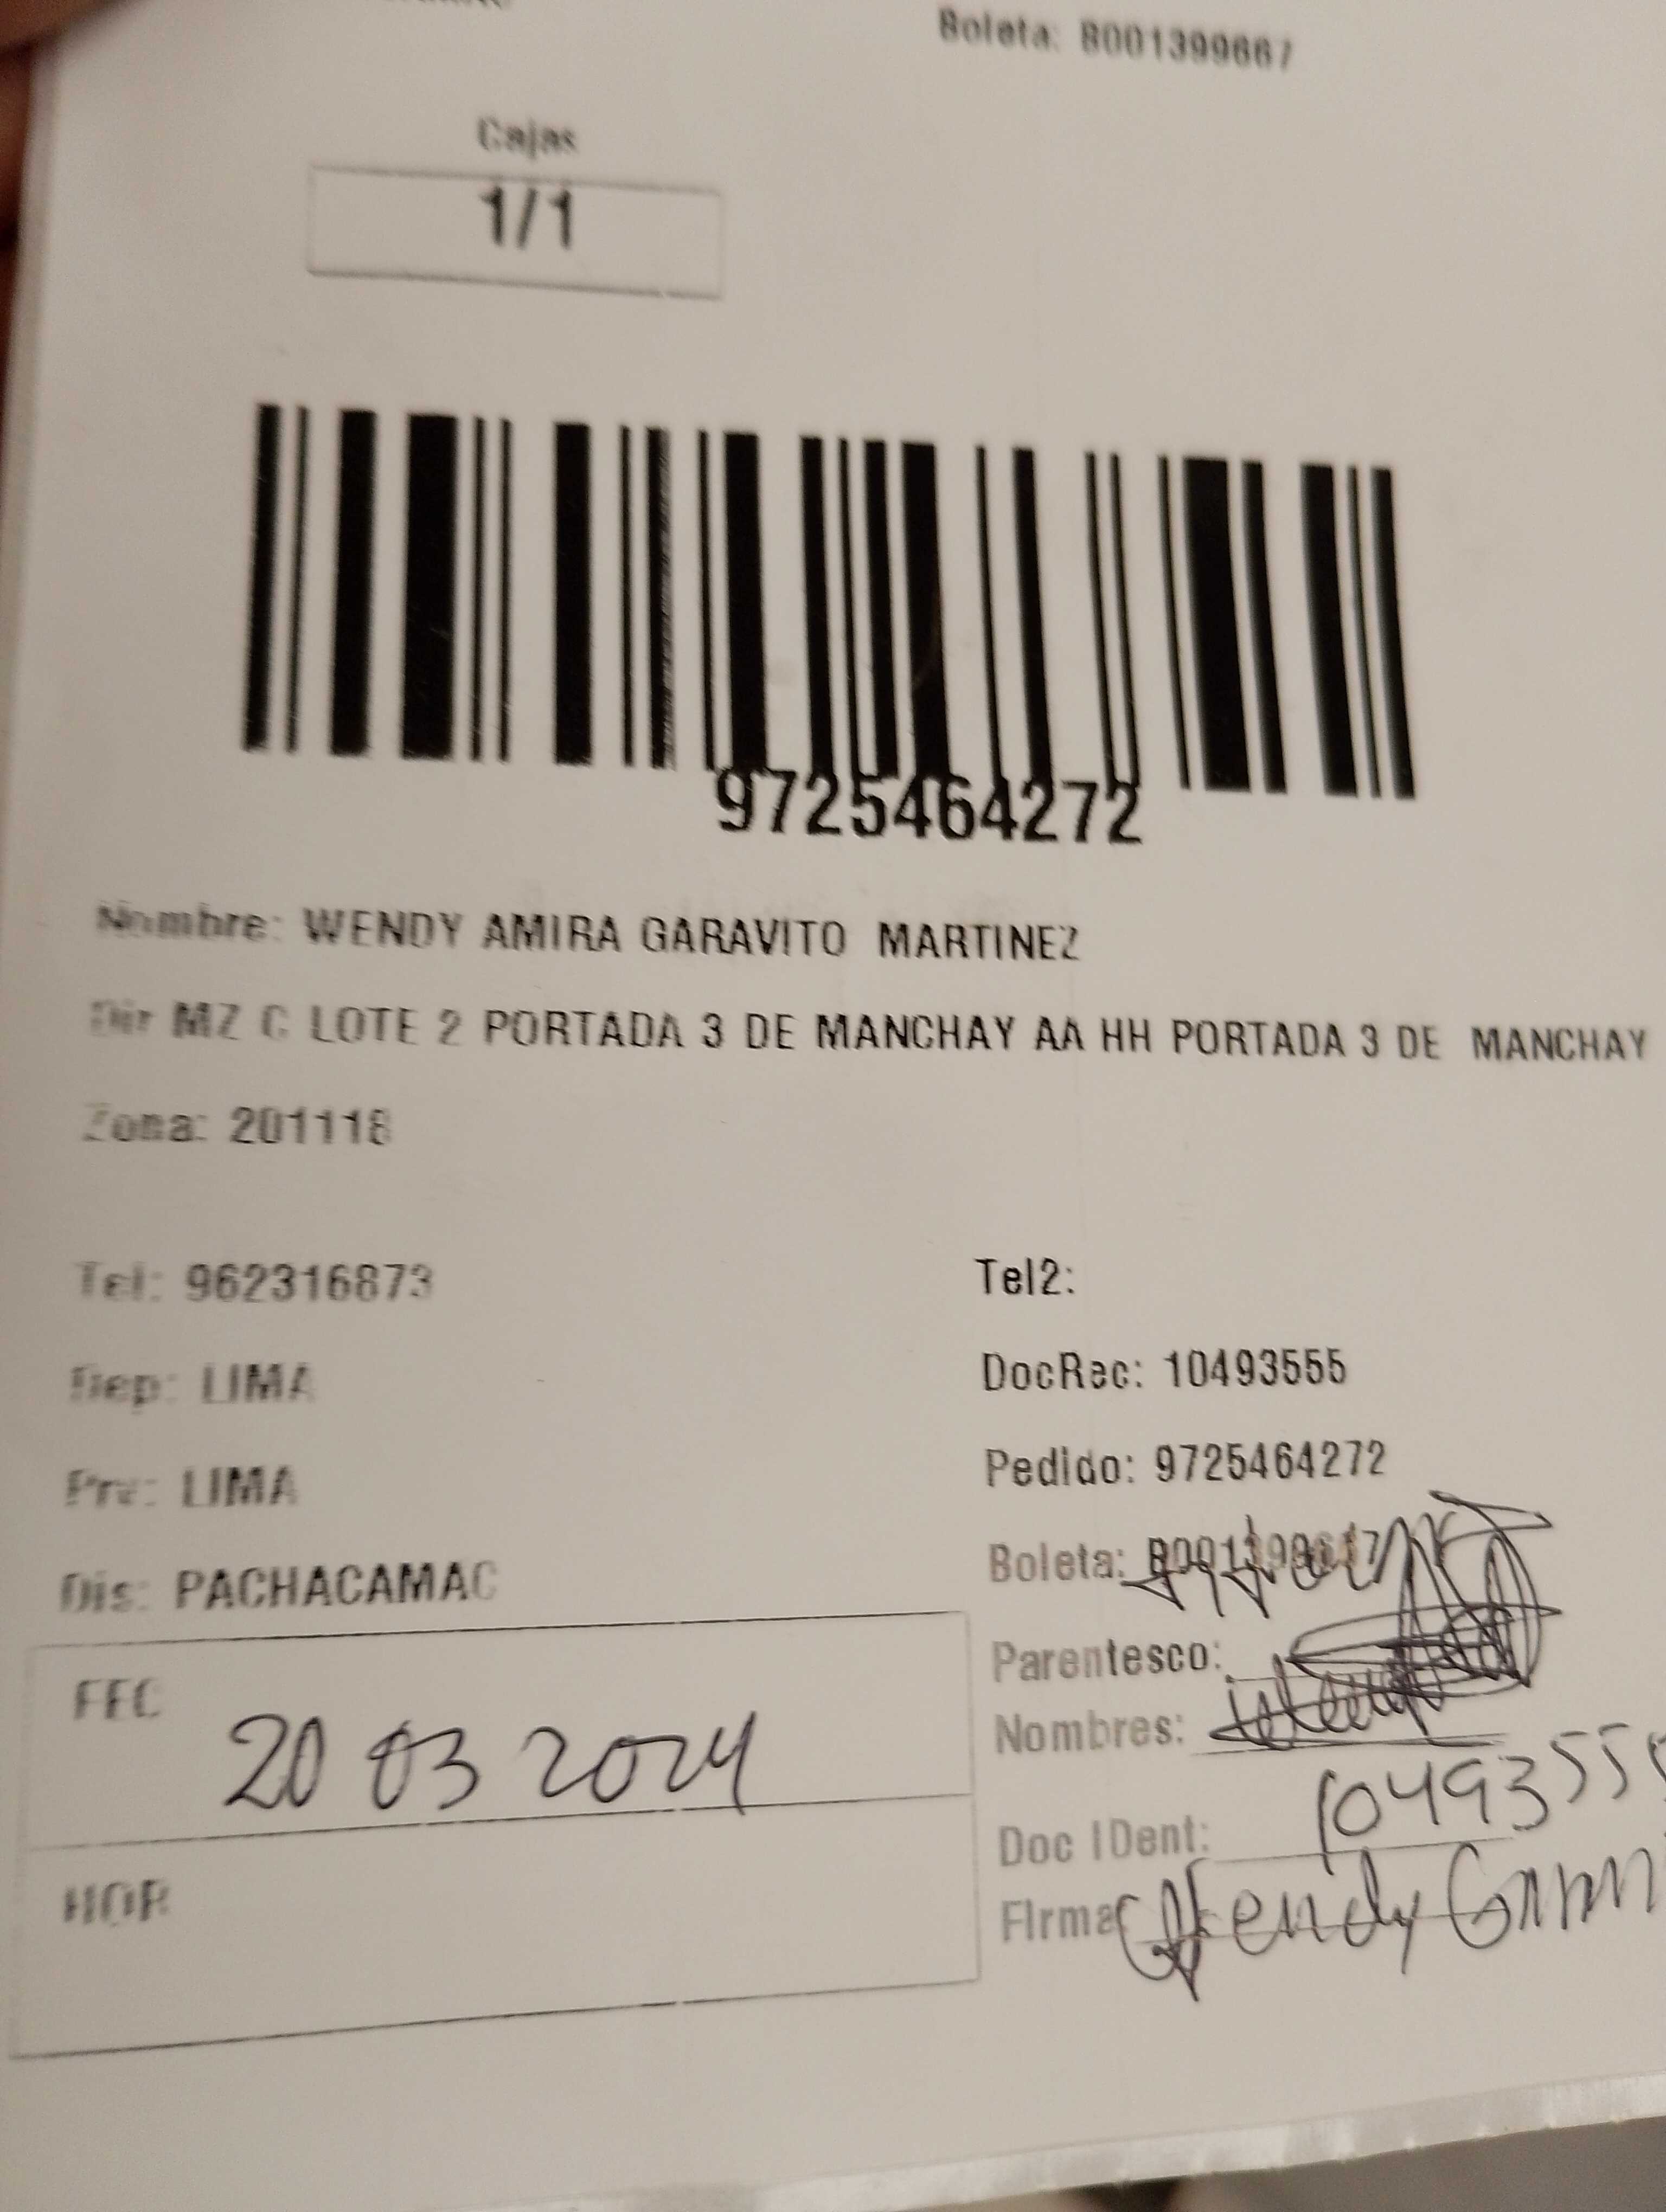 Boleta: B001399667
Cajas
1/1
9725464272
Nombre: WENDY AMIRA GARAVITO MARTINEZ
Dir MZ C LOTE 2 PORTADA 3 DE MANCHAY AA HH PORTADA 3 DE MANCHAY
Zona: 201118
Tel: 962316873
Tel2:
Dep: LIMA
DocRec: 10493555
Prv: LIMA
Pedido: 9725464272
Dis: PACHACAMAC
Boleta:
Parentesco:
FEC 20 03 2024
Nombres:
Doc IDent: 1049355
HOR
FIrma Wendy